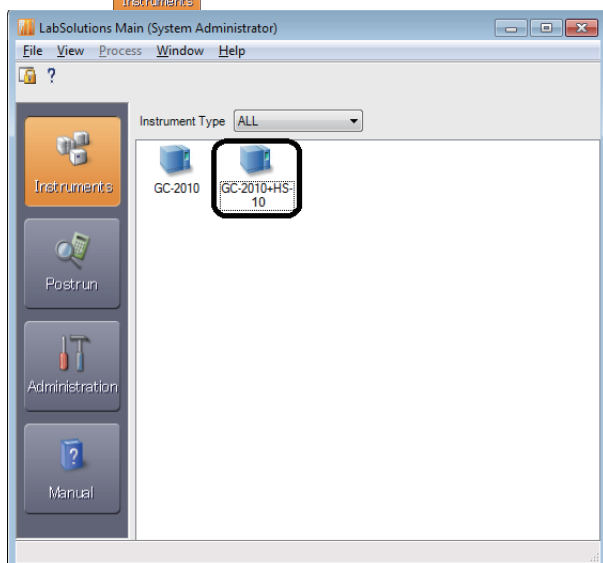 Instruments
LabSolutions Main (System Administrator)
File View Process Window Help
?
Instrument Type ALL
Instruments
GC-2010
GC-2010+HS-
10
Postrun
Administration
?
Manual